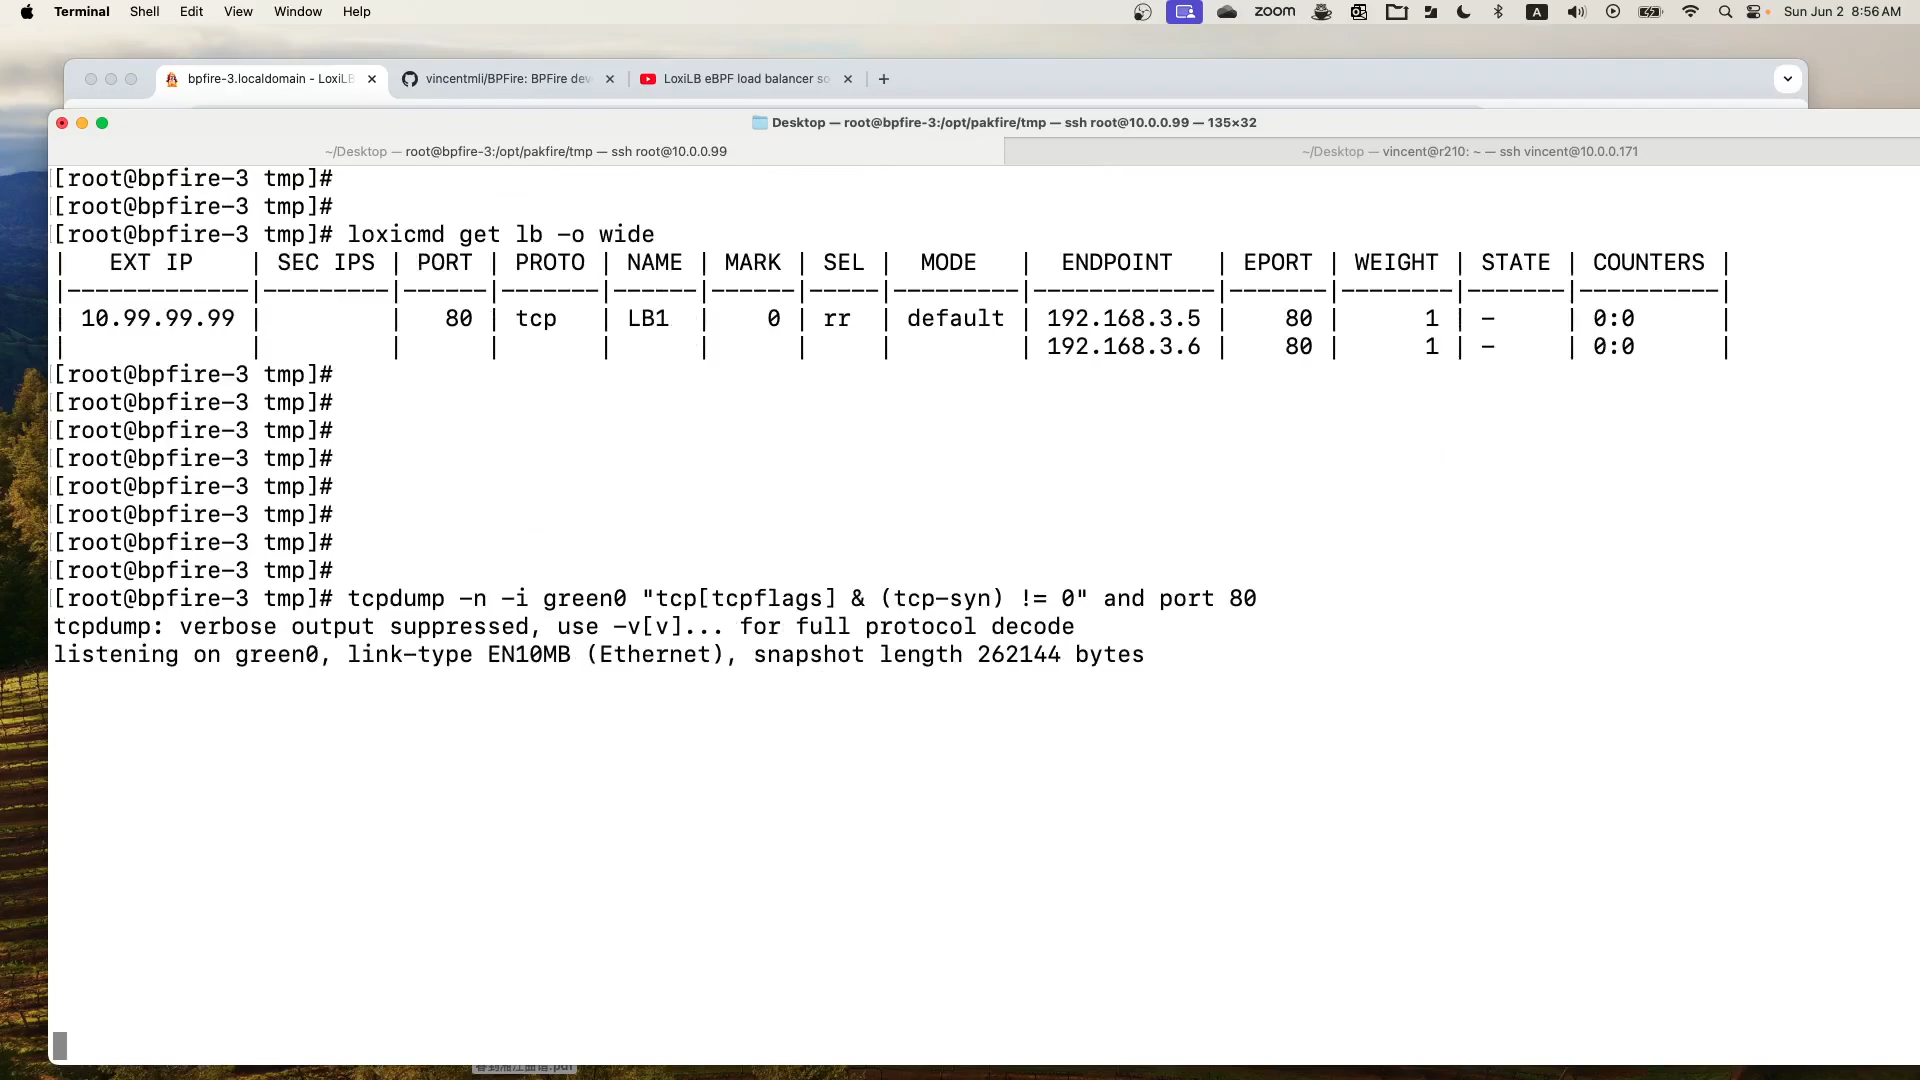 Terminal Shell Edit View Window Help zoom A Sun Jun 2 8:56 AM
bpfire-3.localdomain - LoxiLB vincentmli/BPFire: BPFire dev LoxiLB eBPF load balancer so
Desktop — root@bpfire-3:/opt/pakfire/tmp — ssh root@10.0.0.99 — 135×32
~/Desktop — root@bpfire-3:/opt/pakfire/tmp — ssh root@10.0.0.99 ~/Desktop — vincent@r210: ~ — ssh vincent@10.0.0.171
[root@bpfire-3 tmp]#
[root@bpfire-3 tmp]#
[root@bpfire-3 tmp]# loxicmd get lb -o wide
|   EXT IP    | SEC IPS | PORT | PROTO | NAME | MARK | SEL |  MODE   |  ENDPOINT   | EPORT | WEIGHT | STATE | COUNTERS |
|-------------|---------|------|-------|------|------|-----|---------|-------------|-------|--------|-------|----------|
| 10.99.99.99 |         |   80 | tcp   | LB1  |    0 | rr  | default | 192.168.3.5 |    80 |      1 | -     | 0:0      |
|             |         |      |       |      |      |     |         | 192.168.3.6 |    80 |      1 | -     | 0:0      |
[root@bpfire-3 tmp]#
[root@bpfire-3 tmp]#
[root@bpfire-3 tmp]#
[root@bpfire-3 tmp]#
[root@bpfire-3 tmp]#
[root@bpfire-3 tmp]#
[root@bpfire-3 tmp]#
[root@bpfire-3 tmp]#
[root@bpfire-3 tmp]# tcpdump -n -i green0 "tcp[tcpflags] & (tcp-syn) != 0" and port 80
tcpdump: verbose output suppressed, use -v[v]... for full protocol decode
listening on green0, link-type EN10MB (Ethernet), snapshot length 262144 bytes